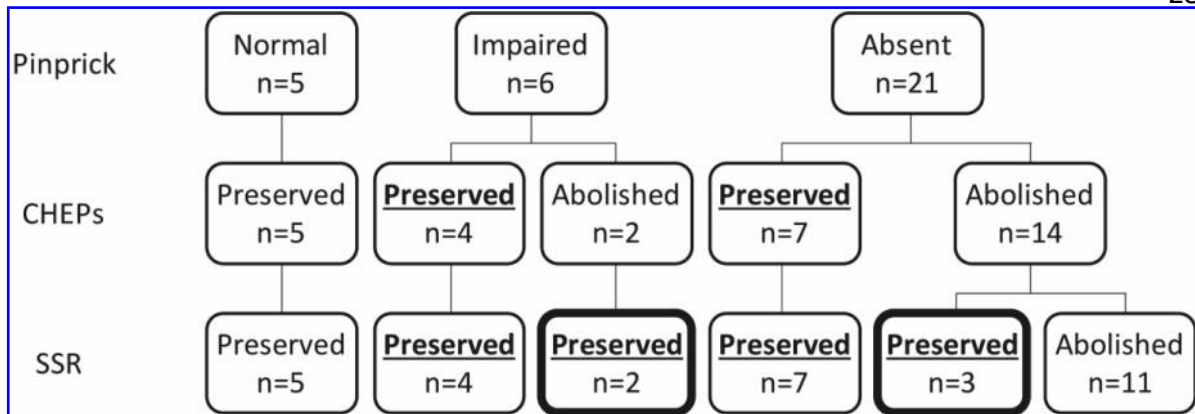 Pinprick
Normal
n=5
Impaired
n=6
Absent
n=21
CHEPs
Preserved
n=5
Preserved
n=4
Abolished
n=2
Preserved
n=7
Abolished
n=14
SSR
Preserved
n=5
Preserved
n=4
Preserved
n=2
Preserved
n=7
Preserved
n=3
Abolished
n=11